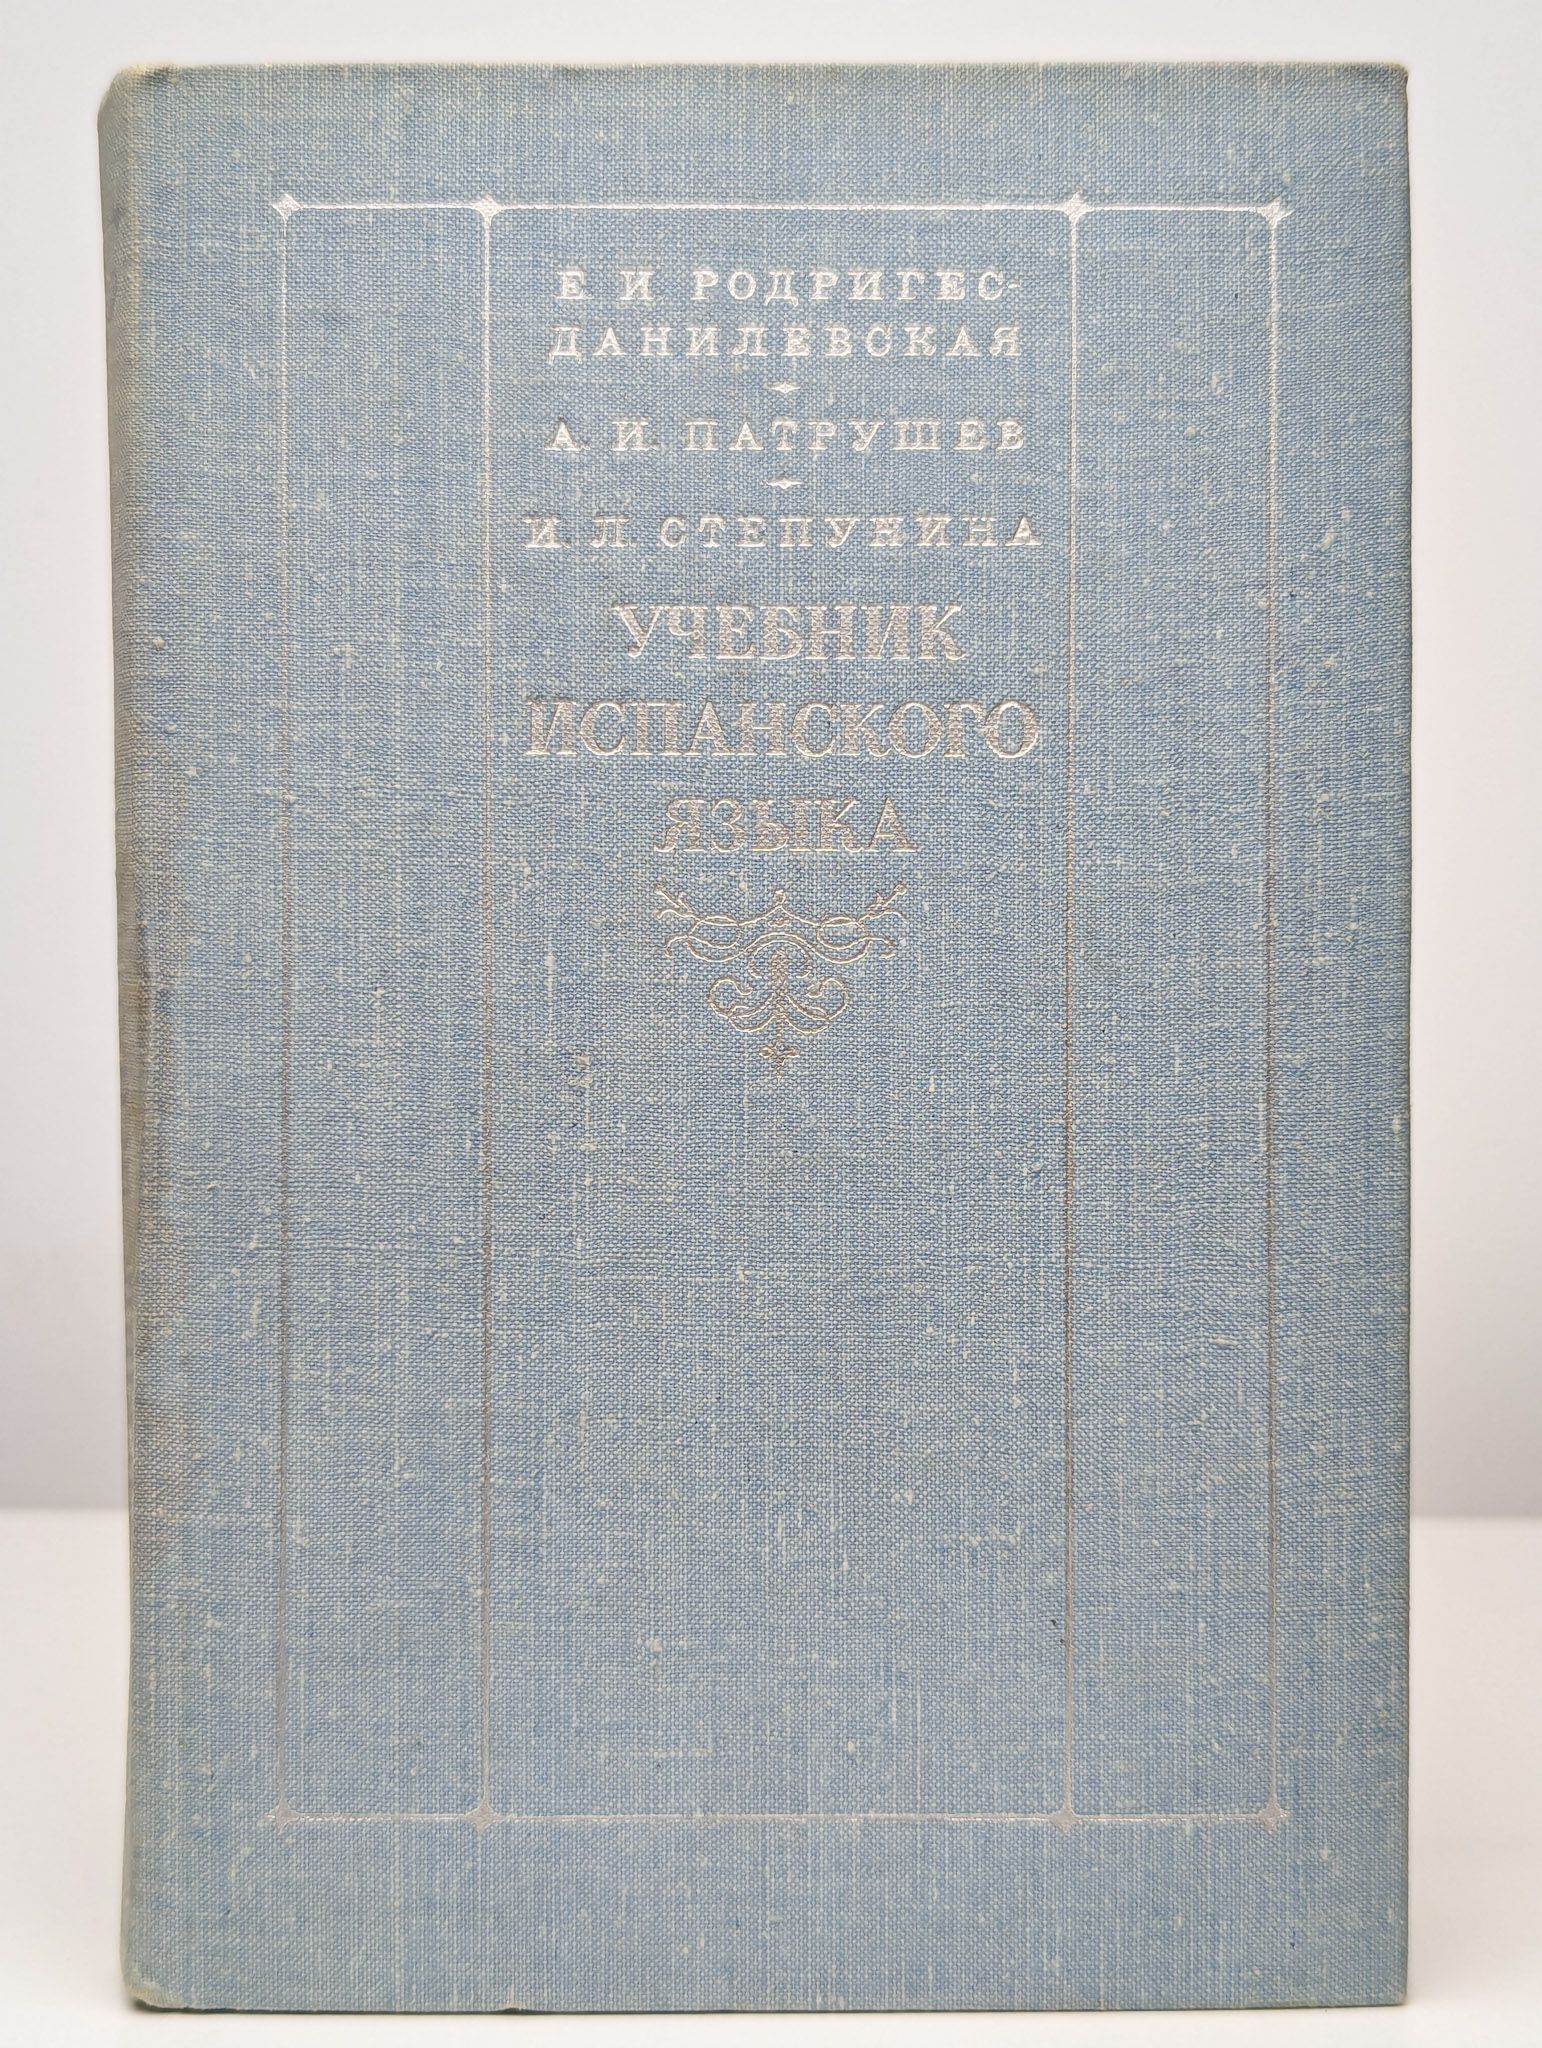 Е. И. РОДРИГЕС-
ДАНИЛЕВСКАЯ
А. И. ПАТРУШЕВ
И. Л. СТЕПУНИНА
УЧЕБНИК
ИСПАНСКОГО
ЯЗЫКА